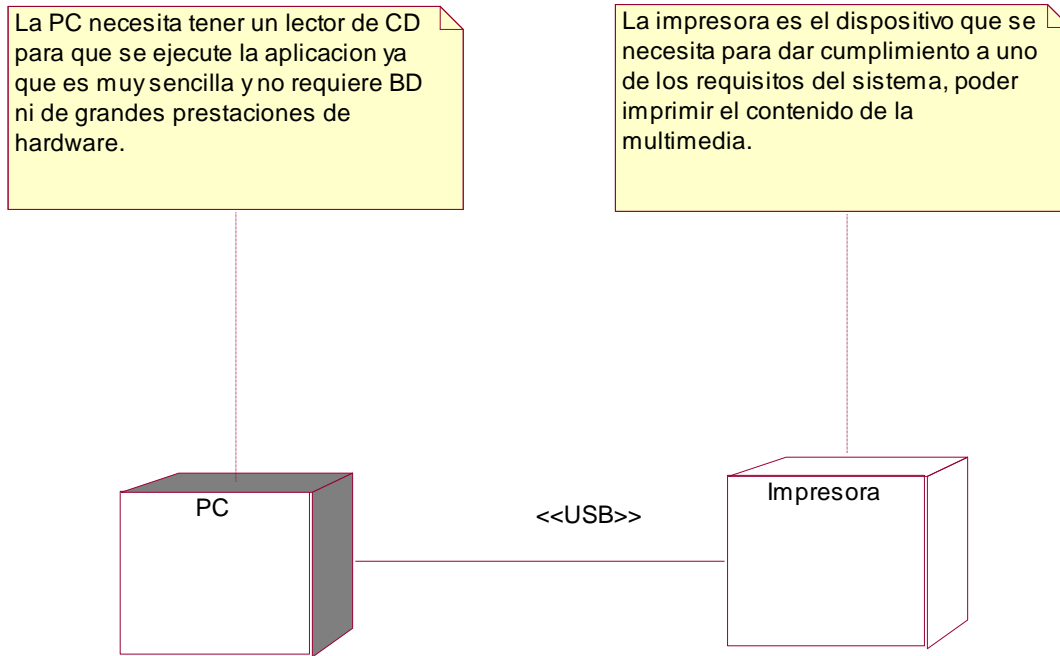 La PC necesita tener un lector de CD
para que se ejecute la aplicacion ya
que es muy sencilla y no requiere BD
ni de grandes prestaciones de
hardware.
La impresora es el dispositivo que se
necesita para dar cumplimiento a uno
de los requisitos del sistema, poder
imprimir el contenido de la
multimedia.
PC
<<USB>>
Impresora